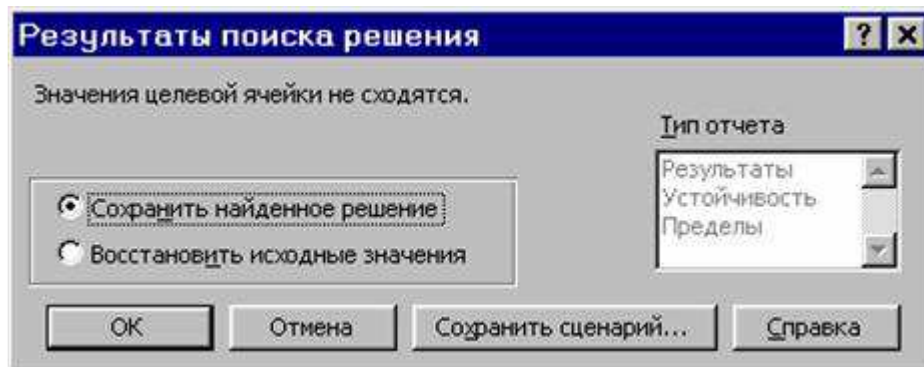 Результаты поиска решения
Значения целевой ячейки не сходятся.
Тип отчета
Результаты
Устойчивость
Пределы
Сохранить найденное решение
Восстановить исходные значения
ОК
Отмена
Сохранить сценарий...
Справка